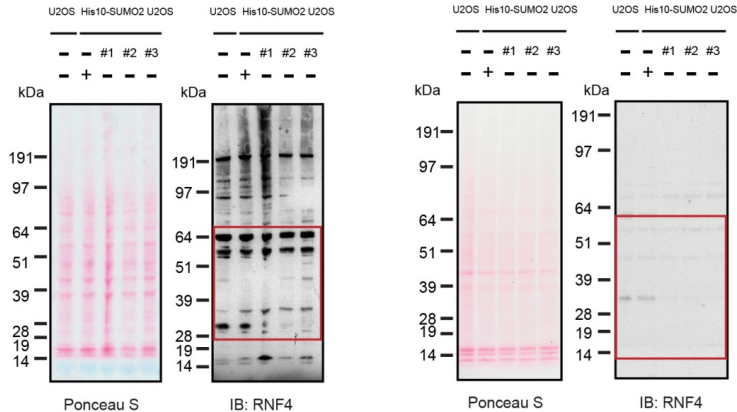 U2OS His10-SUMO2 U2OS
- - #1 #2 #3
- + - - -
kDa
191
97
64
51
39
28
19
14
Ponceau S
U2OS His10-SUMO2 U2OS
- - #1 #2 #3
- + - - -
kDa
191
97
64
51
39
28
19
14
IB: RNF4
U2OS His10-SUMO2 U2OS
- - #1 #2 #3
- + - - -
kDa
191
97
64
51
39
28
19
14
Ponceau S
U2OS His10-SUMO2 U2OS
- - #1 #2 #3
- + - - -
kDa
191
97
64
51
39
28
19
14
IB: RNF4